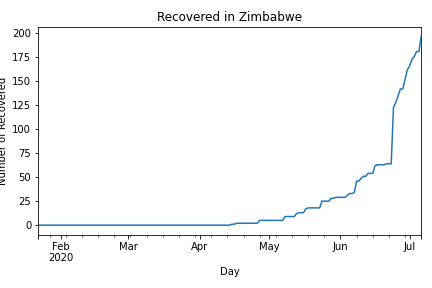 Recovered in Zimbabwe
Number of Recovered
200
175
150
125
100
75
50
25
0
Feb
2020
Mar
Apr
May
Jun
Jul
Day